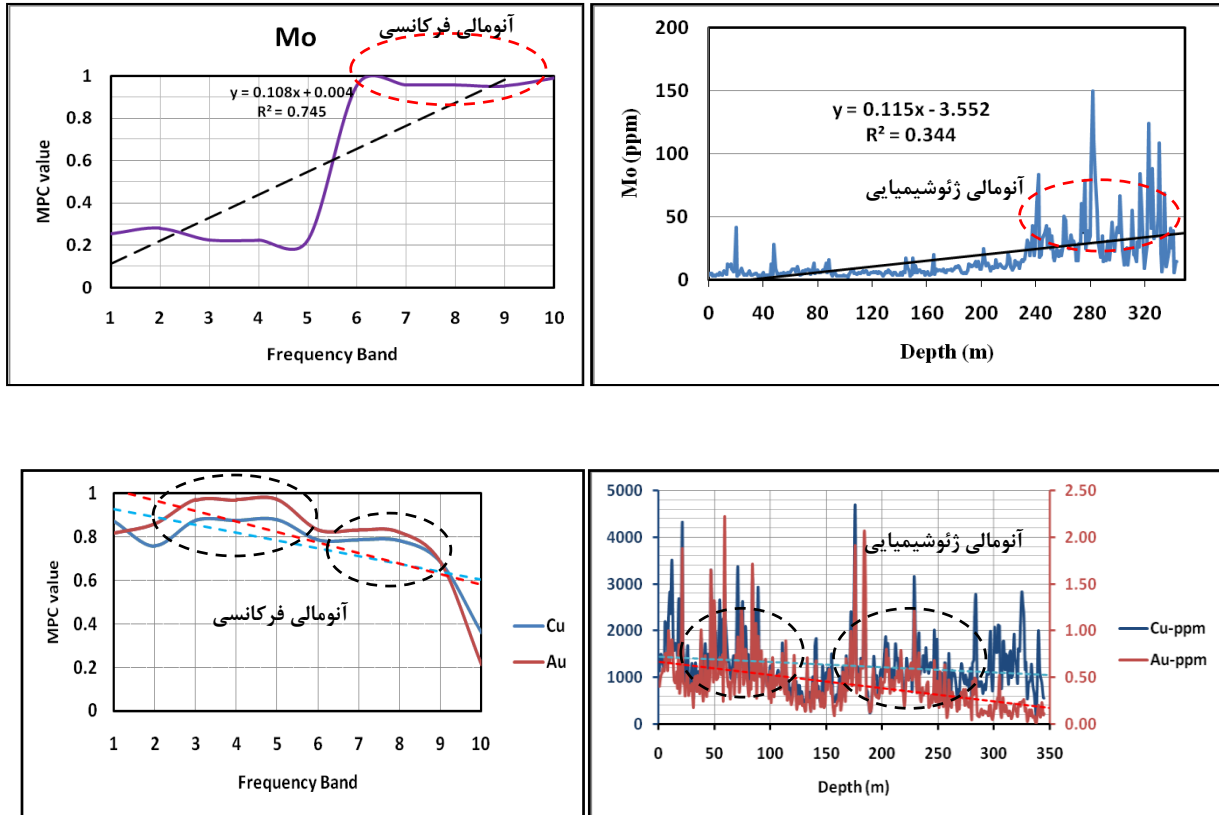 Mo
آنومالی فرکانسی
y = 0.108x + 0.004
R² = 0.745
MPC value
1
0.8
0.6
0.4
0.2
0
1 2 3 4 5 6 7 8 9 10
Frequency Band
y = 0.115x - 3.552
R² = 0.344
آنومالی ژئوشیمیایی
Mo (ppm)
200
150
100
50
0
0 40 80 120 160 200 240 280 320
Depth (m)
MPC value
1
0.8
0.6
0.4
0.2
0
آنومالی فرکانسی
Cu
Au
1 2 3 4 5 6 7 8 9 10
Frequency Band
5000
4000
3000
2000
1000
0
آنومالی ژئوشیمیایی
2.50
2.00
1.50
1.00
0.50
0.00
Cu-ppm
Au-ppm
0 50 100 150 200 250 300 350
Depth (m)